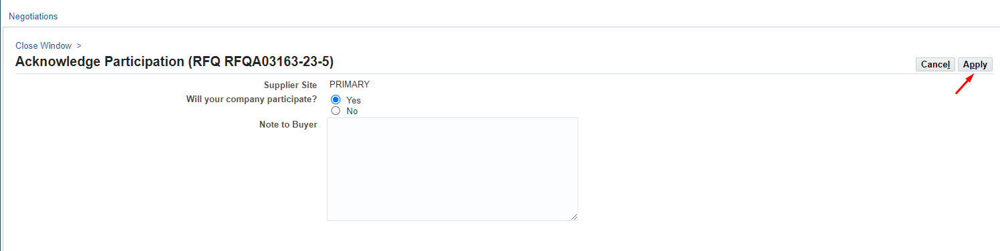 Negotiations
Close Window >
Acknowledge Participation (RFQ RFQA03163-23-5)
Cancel Apply
Supplier Site PRIMARY
Will your company participate? Yes
No
Note to Buyer